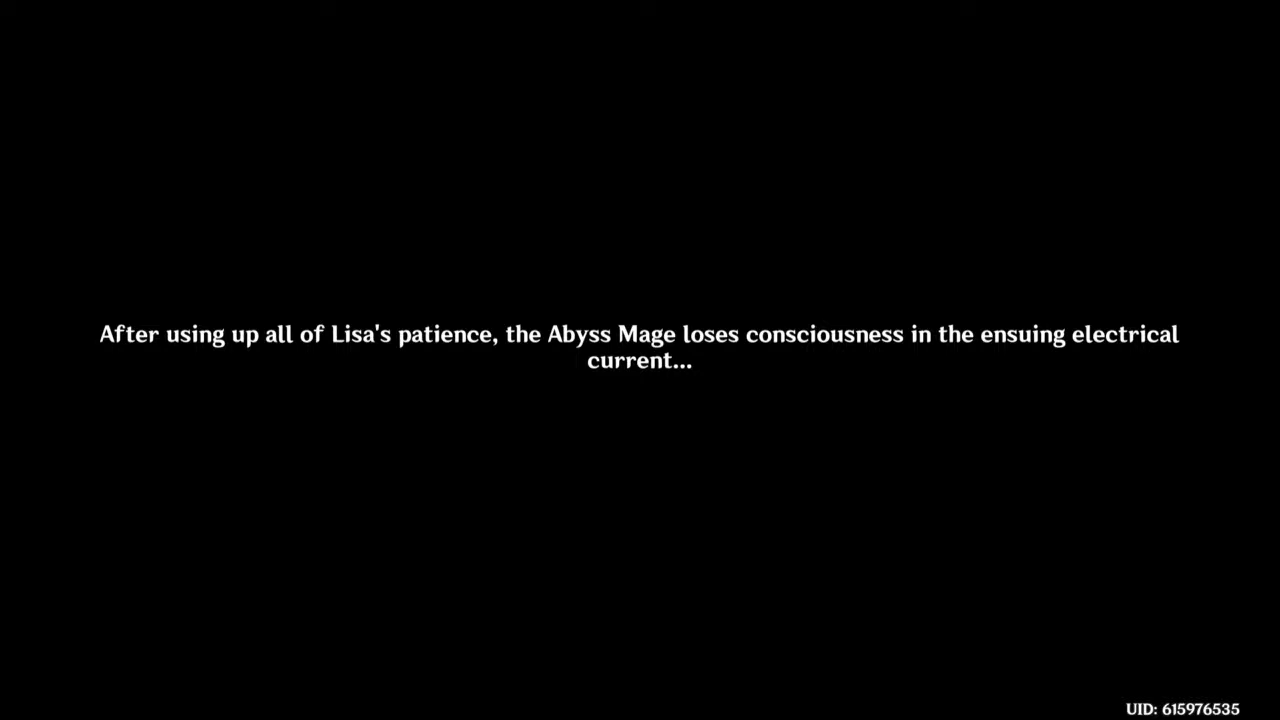 After using up all of Lisa's patience, the Abyss Mage loses consciousness in the ensuing electrical
current...
UID: 615976535